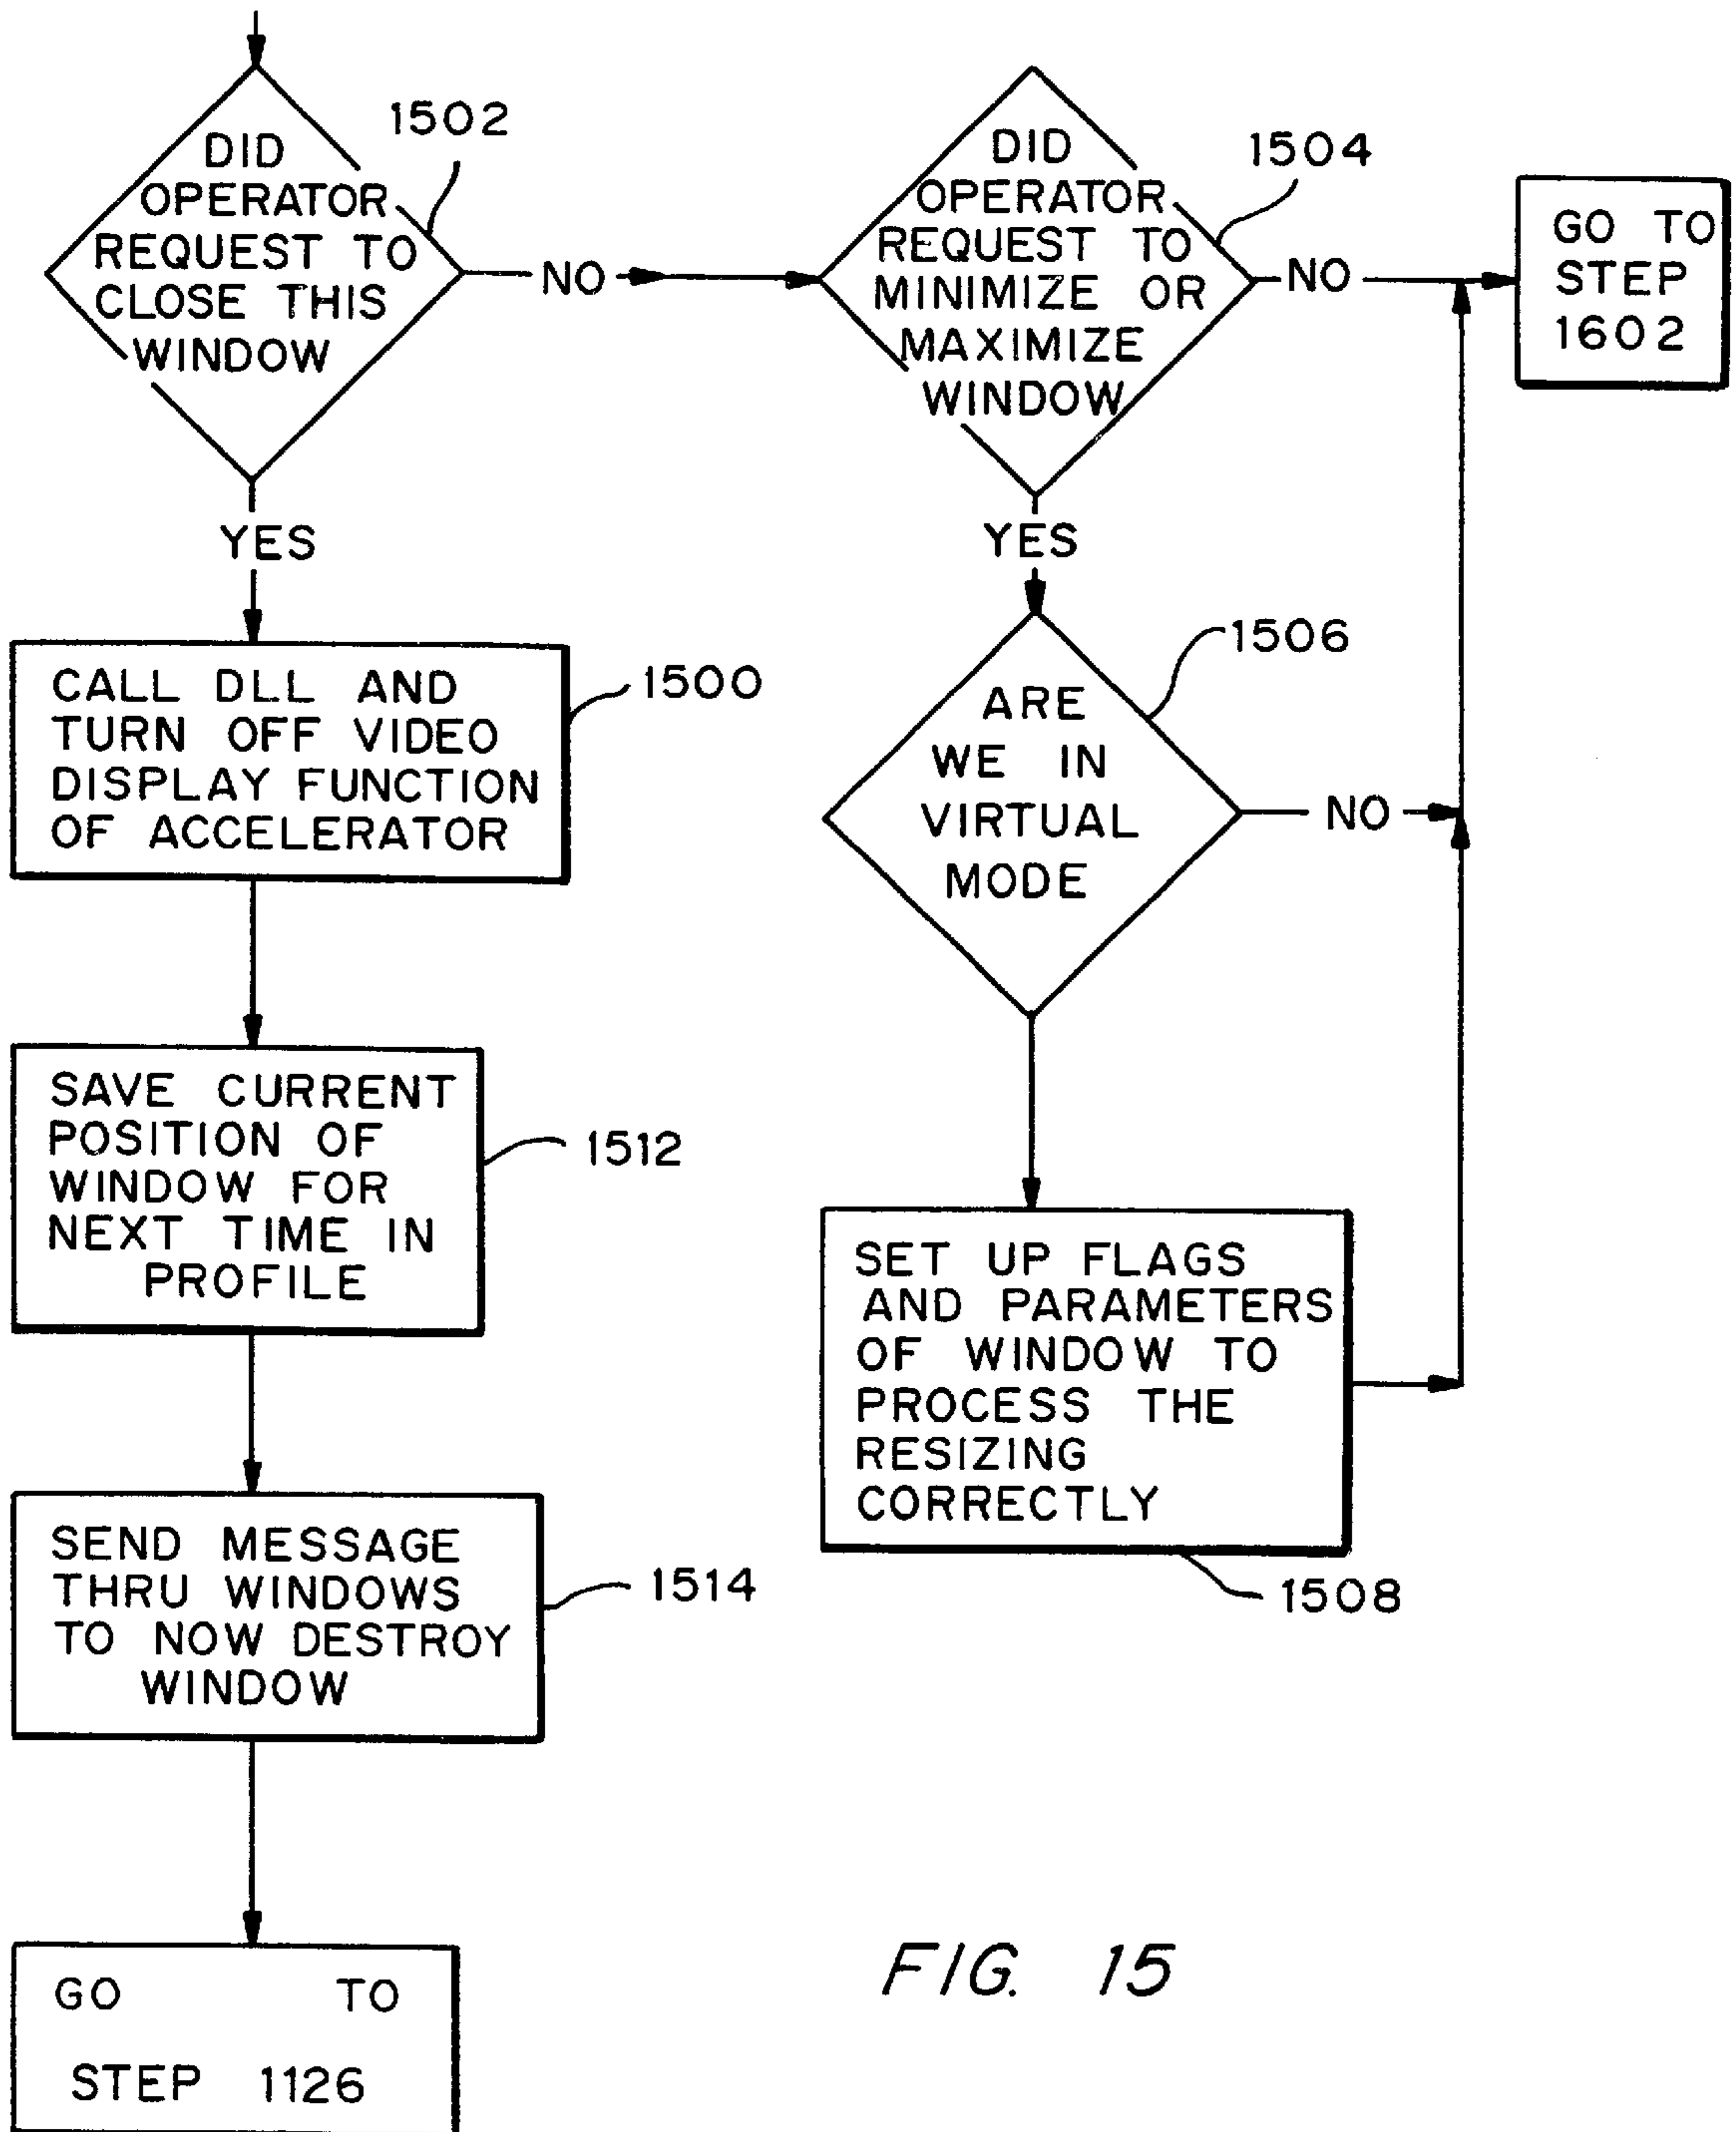 DID
OPERATOR
REQUEST TO
CLOSE THIS
WINDOW
1502
NO
YES
DID
OPERATOR
REQUEST TO
MINIMIZE OR
MAXIMIZE
WINDOW
1504
NO
YES
GO TO
STEP
1602
CALL DLL AND
TURN OFF VIDEO
DISPLAY FUNCTION
OF ACCELERATOR
1500
ARE
WE IN
VIRTUAL
MODE
1506
NO
SAVE CURRENT
POSITION OF
WINDOW FOR
NEXT TIME IN
PROFILE
1512
SET UP FLAGS
AND PARAMETERS
OF WINDOW TO
PROCESS THE
RESIZING
CORRECTLY
1508
SEND MESSAGE
THRU WINDOWS
TO NOW DESTROY
WINDOW
1514
GO TO
STEP 1126
FIG. 15